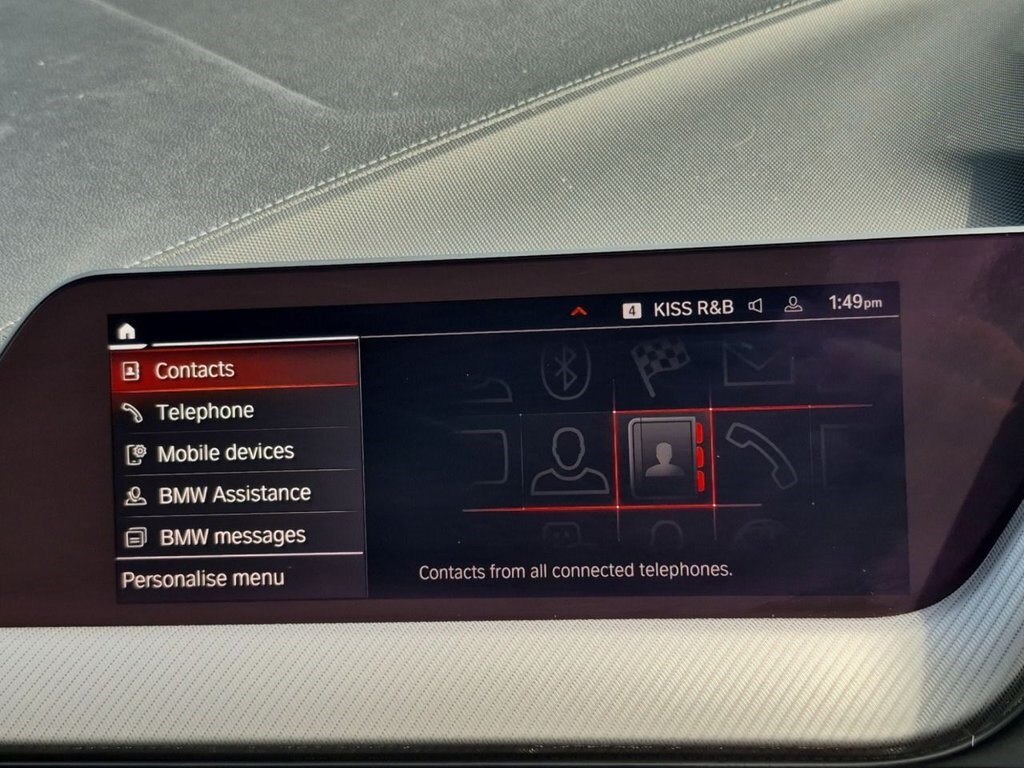 4 KISS R&B 1:49pm
Contacts
Telephone
Mobile devices
BMW Assistance
BMW messages
Personalise menu
Contacts from all connected telephones.